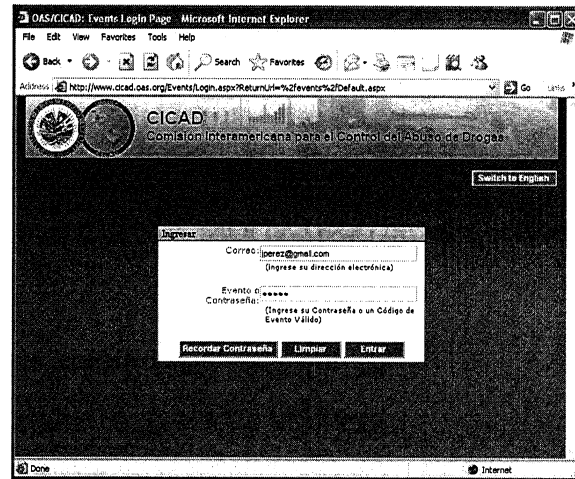 OAS/CICAD: Events Login Page - Microsoft Internet Explorer
File Edit View Favorites Tools Help
Back Search Favorites
Address http://www.cicad.oas.org/Events/Login.aspx?ReturnUrl=%2fevents%2fDefault.aspx Go Links
CICAD
Comisión Interamericana para el Control del Abuso de Drogas
Switch to English
Ingresar
Correo: jperez@gmail.com
(Ingrese su dirección electrónica)
Evento o
Contraseña: •••••
(Ingrese su Contraseña o un Código de
Evento Válido)
Recordar Contraseña Limpiar Entrar
Done Internet